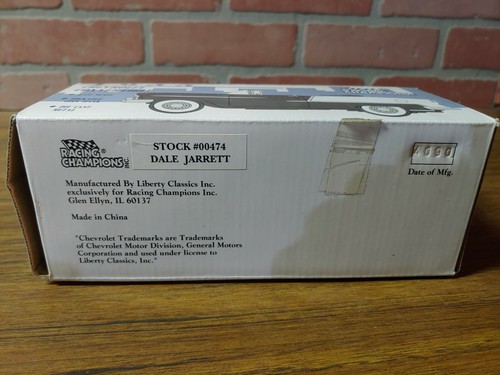 RACING®
CHAMPIONS INC.
STOCK #00474
DALE JARRETT
Manufactured By Liberty Classics Inc.
exclusively for Racing Champions Inc.
Glen Ellyn, IL 60137
Made in China
"Chevrolet Trademarks are Trademarks
of Chevrolet Motor Division, General Motors
Corporation and used under license to
Liberty Classics, Inc."
Date of Mfg.